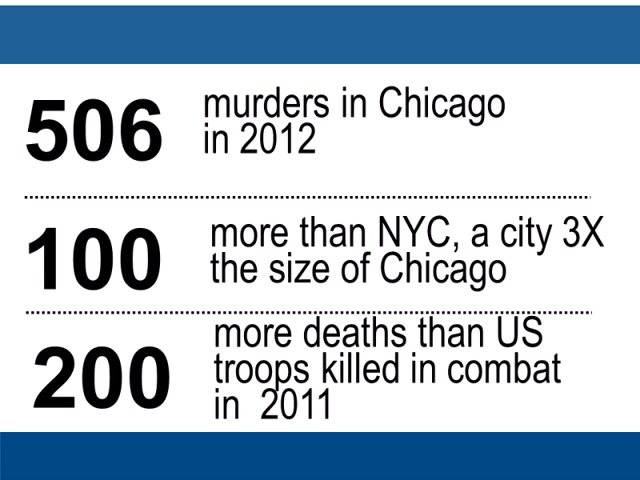 506
murders in Chicago
in 2012
100
more than NYC, a city 3X
the size of Chicago
200
more deaths than US
troops killed in combat
in 2011